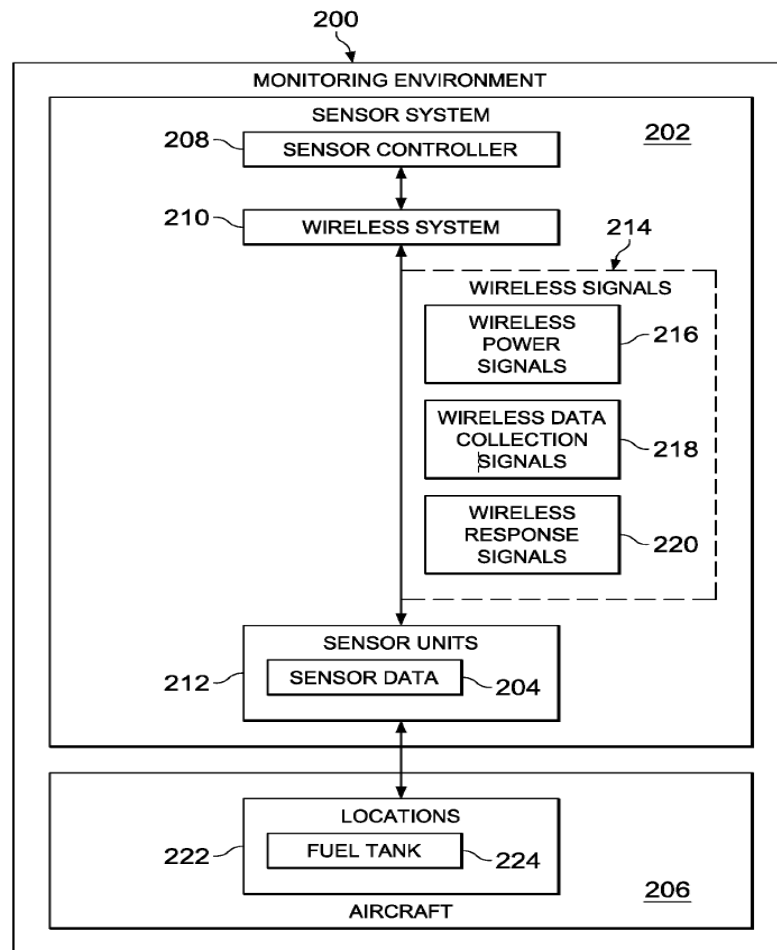 200
MONITORING ENVIRONMENT
SENSOR SYSTEM
202
208
SENSOR CONTROLLER
210
WIRELESS SYSTEM
214
WIRELESS SIGNALS
WIRELESS
POWER
SIGNALS
216
WIRELESS DATA
COLLECTION
SIGNALS
218
WIRELESS
RESPONSE
SIGNALS
220
SENSOR UNITS
212
SENSOR DATA
204
LOCATIONS
222
FUEL TANK
224
206
AIRCRAFT